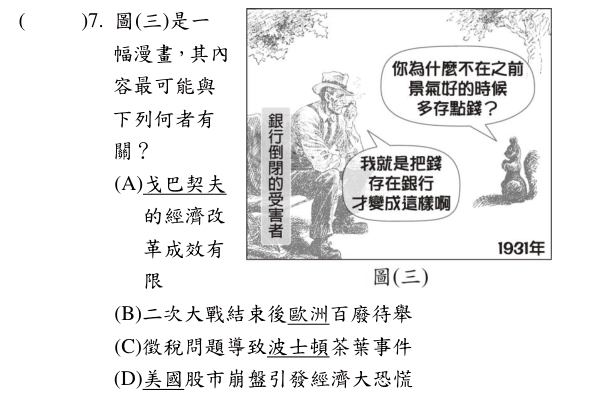 (　　)7. 圖(三)是一
幅漫畫，其內
容最可能與
下列何者有
關？
(A)戈巴契夫
的經濟改
革成效有
限
銀行倒閉的受害者
你為什麼不在之前
景氣好的時候
多存點錢？
我就是把錢
存在銀行
才變成這樣啊
1931年
圖(三)
(B)二次大戰結束後歐洲百廢待舉
(C)徵稅問題導致波士頓茶葉事件
(D)美國股市崩盤引發經濟大恐慌